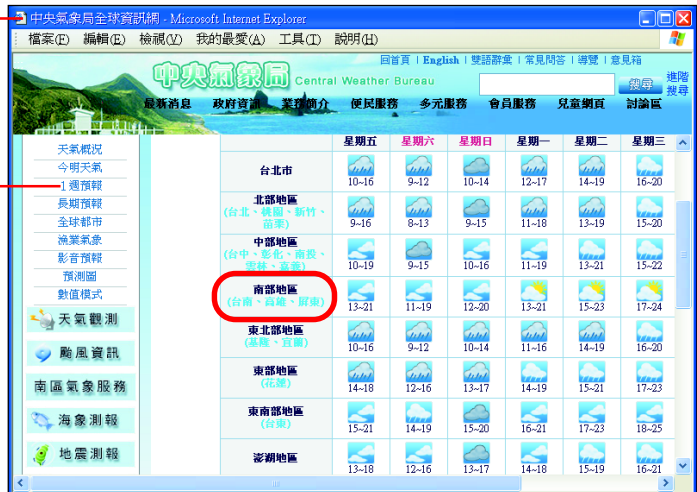 中央氣象局全球資訊網 - Microsoft Internet Explorer
檔案(F) 編輯(E) 檢視(V) 我的最愛(A) 工具(T) 說明(H)
回首頁 | English | 雙語辭彙 | 常見問答 | 導覽 | 意見箱
中央氣象局 Central Weather Bureau
搜尋 進階搜尋
最新消息 政府資訊 業務簡介 便民服務 多元服務 會員服務 兒童網頁 討論區
天氣概況
今明天氣
1週預報
長期預報
全球都市
漁業氣象
影音預報
預測圖
數值模式
天氣觀測
颱風資訊
南區氣象服務
海象測報
地震測報
星期五 星期六 星期日 星期一 星期二 星期三
台北市
10~16 9~12 10~14 12~17 14~19 16~20
北部地區
(台北、桃園、新竹、
苗栗)
9~16 8~13 9~15 11~18 13~19 15~20
中部地區
(台中、彰化、南投、
雲林、嘉義)
10~19 9~15 10~16 11~19 13~21 15~22
南部地區
(台南、高雄、屏東)
13~21 11~19 12~20 13~21 15~23 17~24
東北部地區
(基隆、宜蘭)
10~16 9~12 10~14 11~16 14~19 16~20
東部地區
(花蓮)
14~18 12~16 13~17 14~19 15~21 17~23
東南部地區
(台東)
15~21 14~19 15~20 16~21 17~23 18~25
澎湖地區
13~18 12~16 13~17 14~18 15~19 16~21